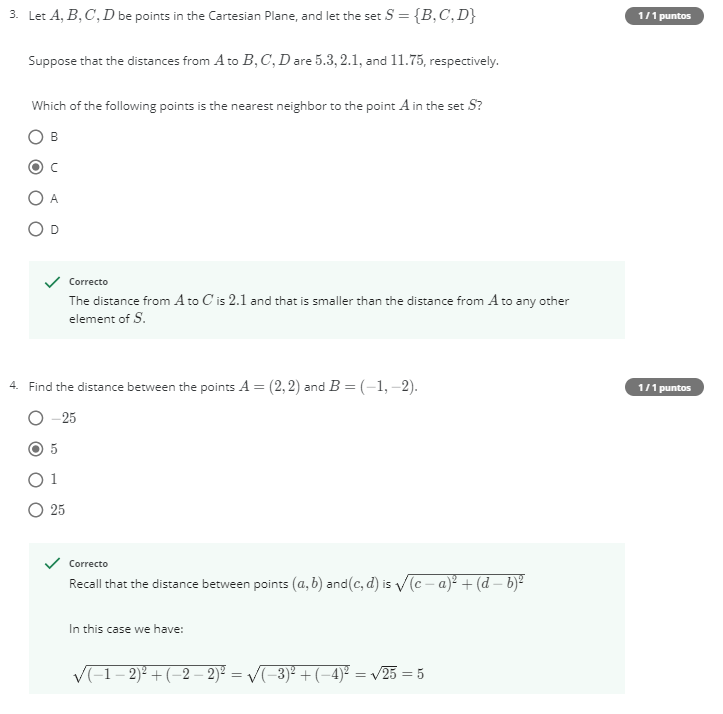 3. Let A, B, C, D be points in the Cartesian Plane, and let the set S = {B, C, D}
1 / 1 puntos
Suppose that the distances from A to B, C, D are 5.3, 2.1, and 11.75, respectively.
Which of the following points is the nearest neighbor to the point A in the set S?
B
C
A
D
Correcto
The distance from A to C is 2.1 and that is smaller than the distance from A to any other
element of S.
4. Find the distance between the points A = (2, 2) and B = (−1, −2).
1 / 1 puntos
−25
5
1
25
Correcto
Recall that the distance between points (a, b) and(c, d) is √(c − a)² + (d − b)²
In this case we have:
√(−1 − 2)² + (−2 − 2)² = √(−3)² + (−4)² = √25 = 5